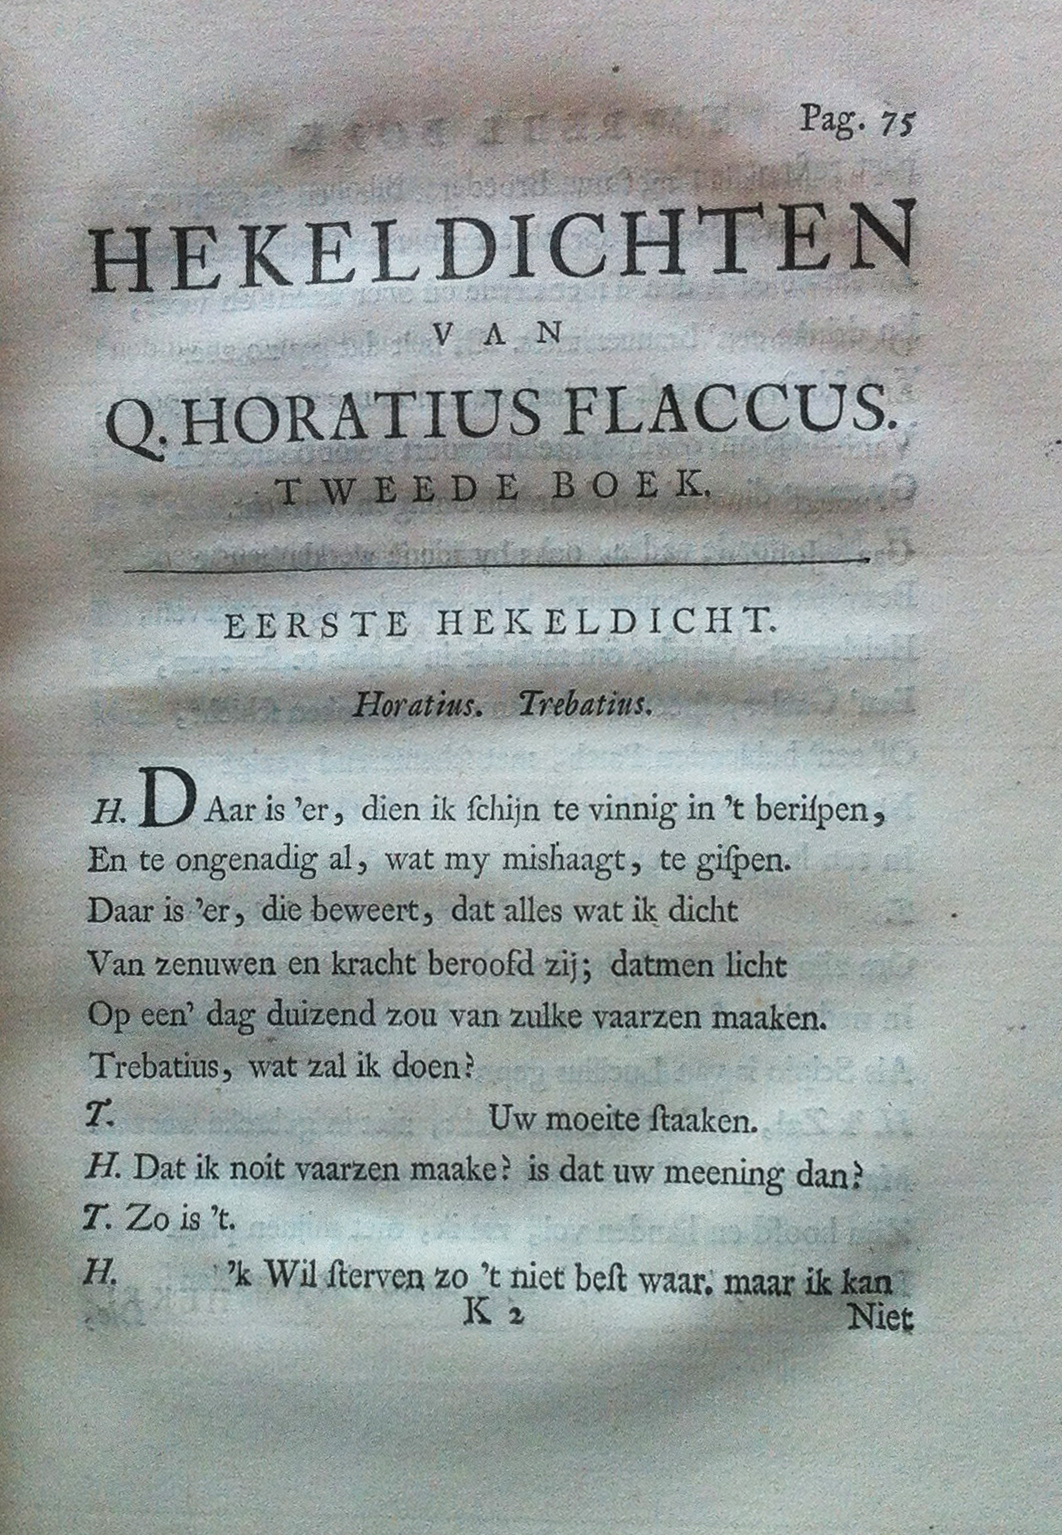 Pag. 75
HEKELDICHTEN
VAN
Q. HORATIUS FLACCUS.
TWEEDE BOEK.
EERSTE HEKELDICHT.
Horatius. Trebatius.
H. DAar is 'er, dien ik ſchijn te vinnig in 't beriſpen,
En te ongenadig al, wat my mishaagt, te giſpen.
Daar is 'er, die beweert, dat alles wat ik dicht
Van zenuwen en kracht beroofd zij; datmen licht
Op een' dag duizend zou van zulke vaarzen maaken.
Trebatius, wat zal ik doen?
T. Uw moeite ſtaaken.
H. Dat ik noit vaarzen maake? is dat uw meening dan?
T. Zo is 't.
H. 'k Wil ſterven zo 't niet beſt waar. maar ik kan
K 2 Niet